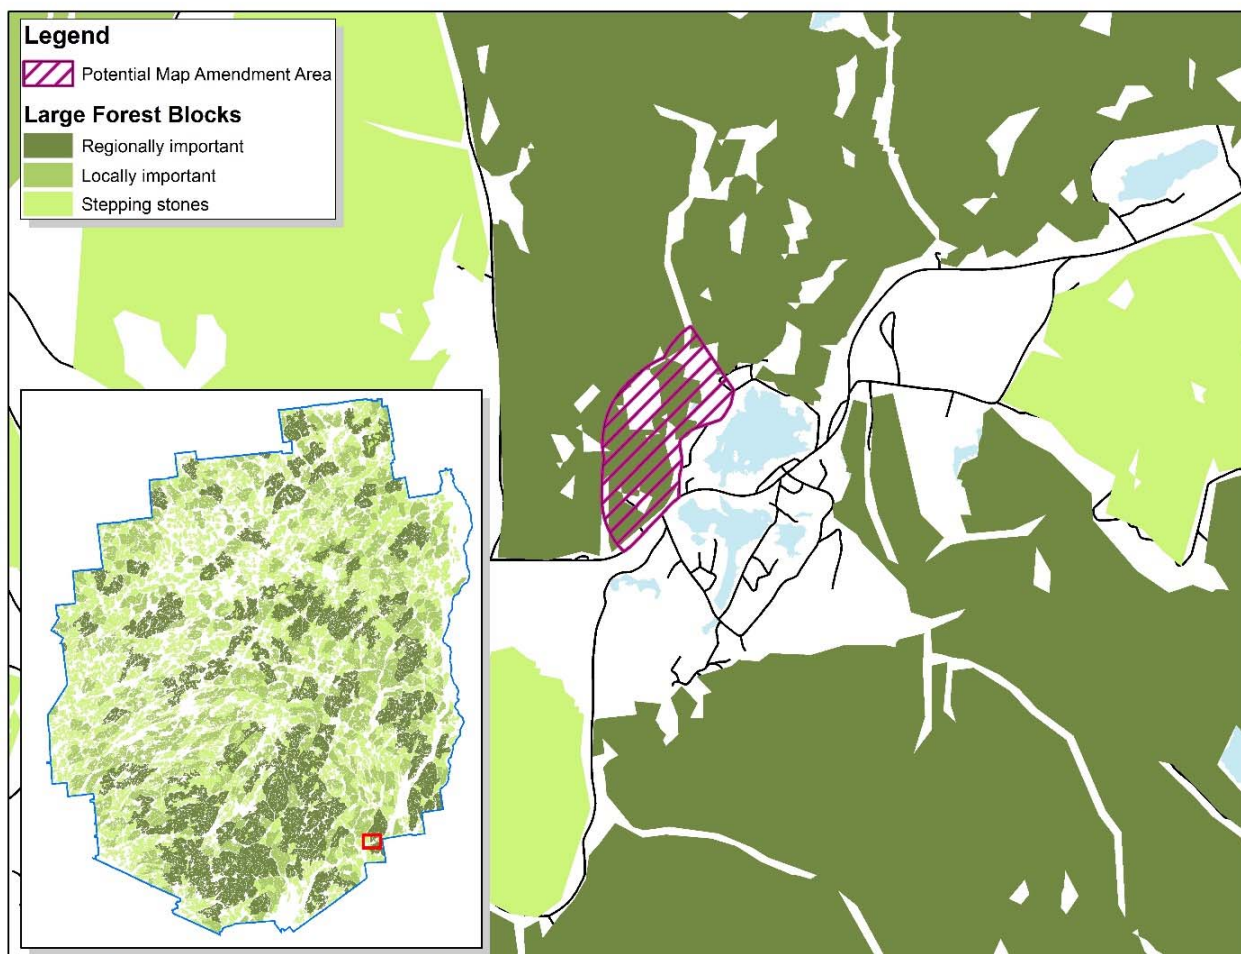 Legend
Potential Map Amendment Area
Large Forest Blocks
Regionally important
Locally important
Stepping stones